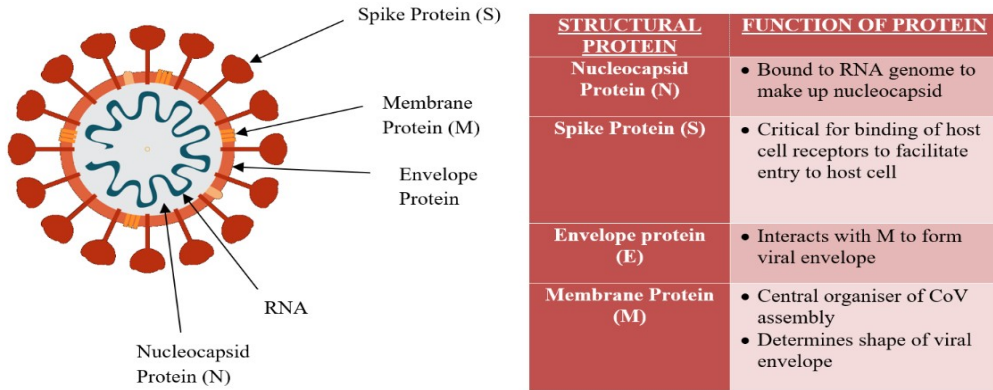 Spike Protein (S)
Membrane
Protein (M)
Envelope
Protein
RNA
Nucleocapsid
Protein (N)
STRUCTURAL
PROTEIN
FUNCTION OF PROTEIN
Nucleocapsid
Protein (N)
• Bound to RNA genome to
make up nucleocapsid
Spike Protein (S)
• Critical for binding of host
cell receptors to facilitate
entry to host cell
Envelope protein
(E)
• Interacts with M to form
viral envelope
Membrane Protein
(M)
• Central organiser of CoV
assembly
• Determines shape of viral
envelope